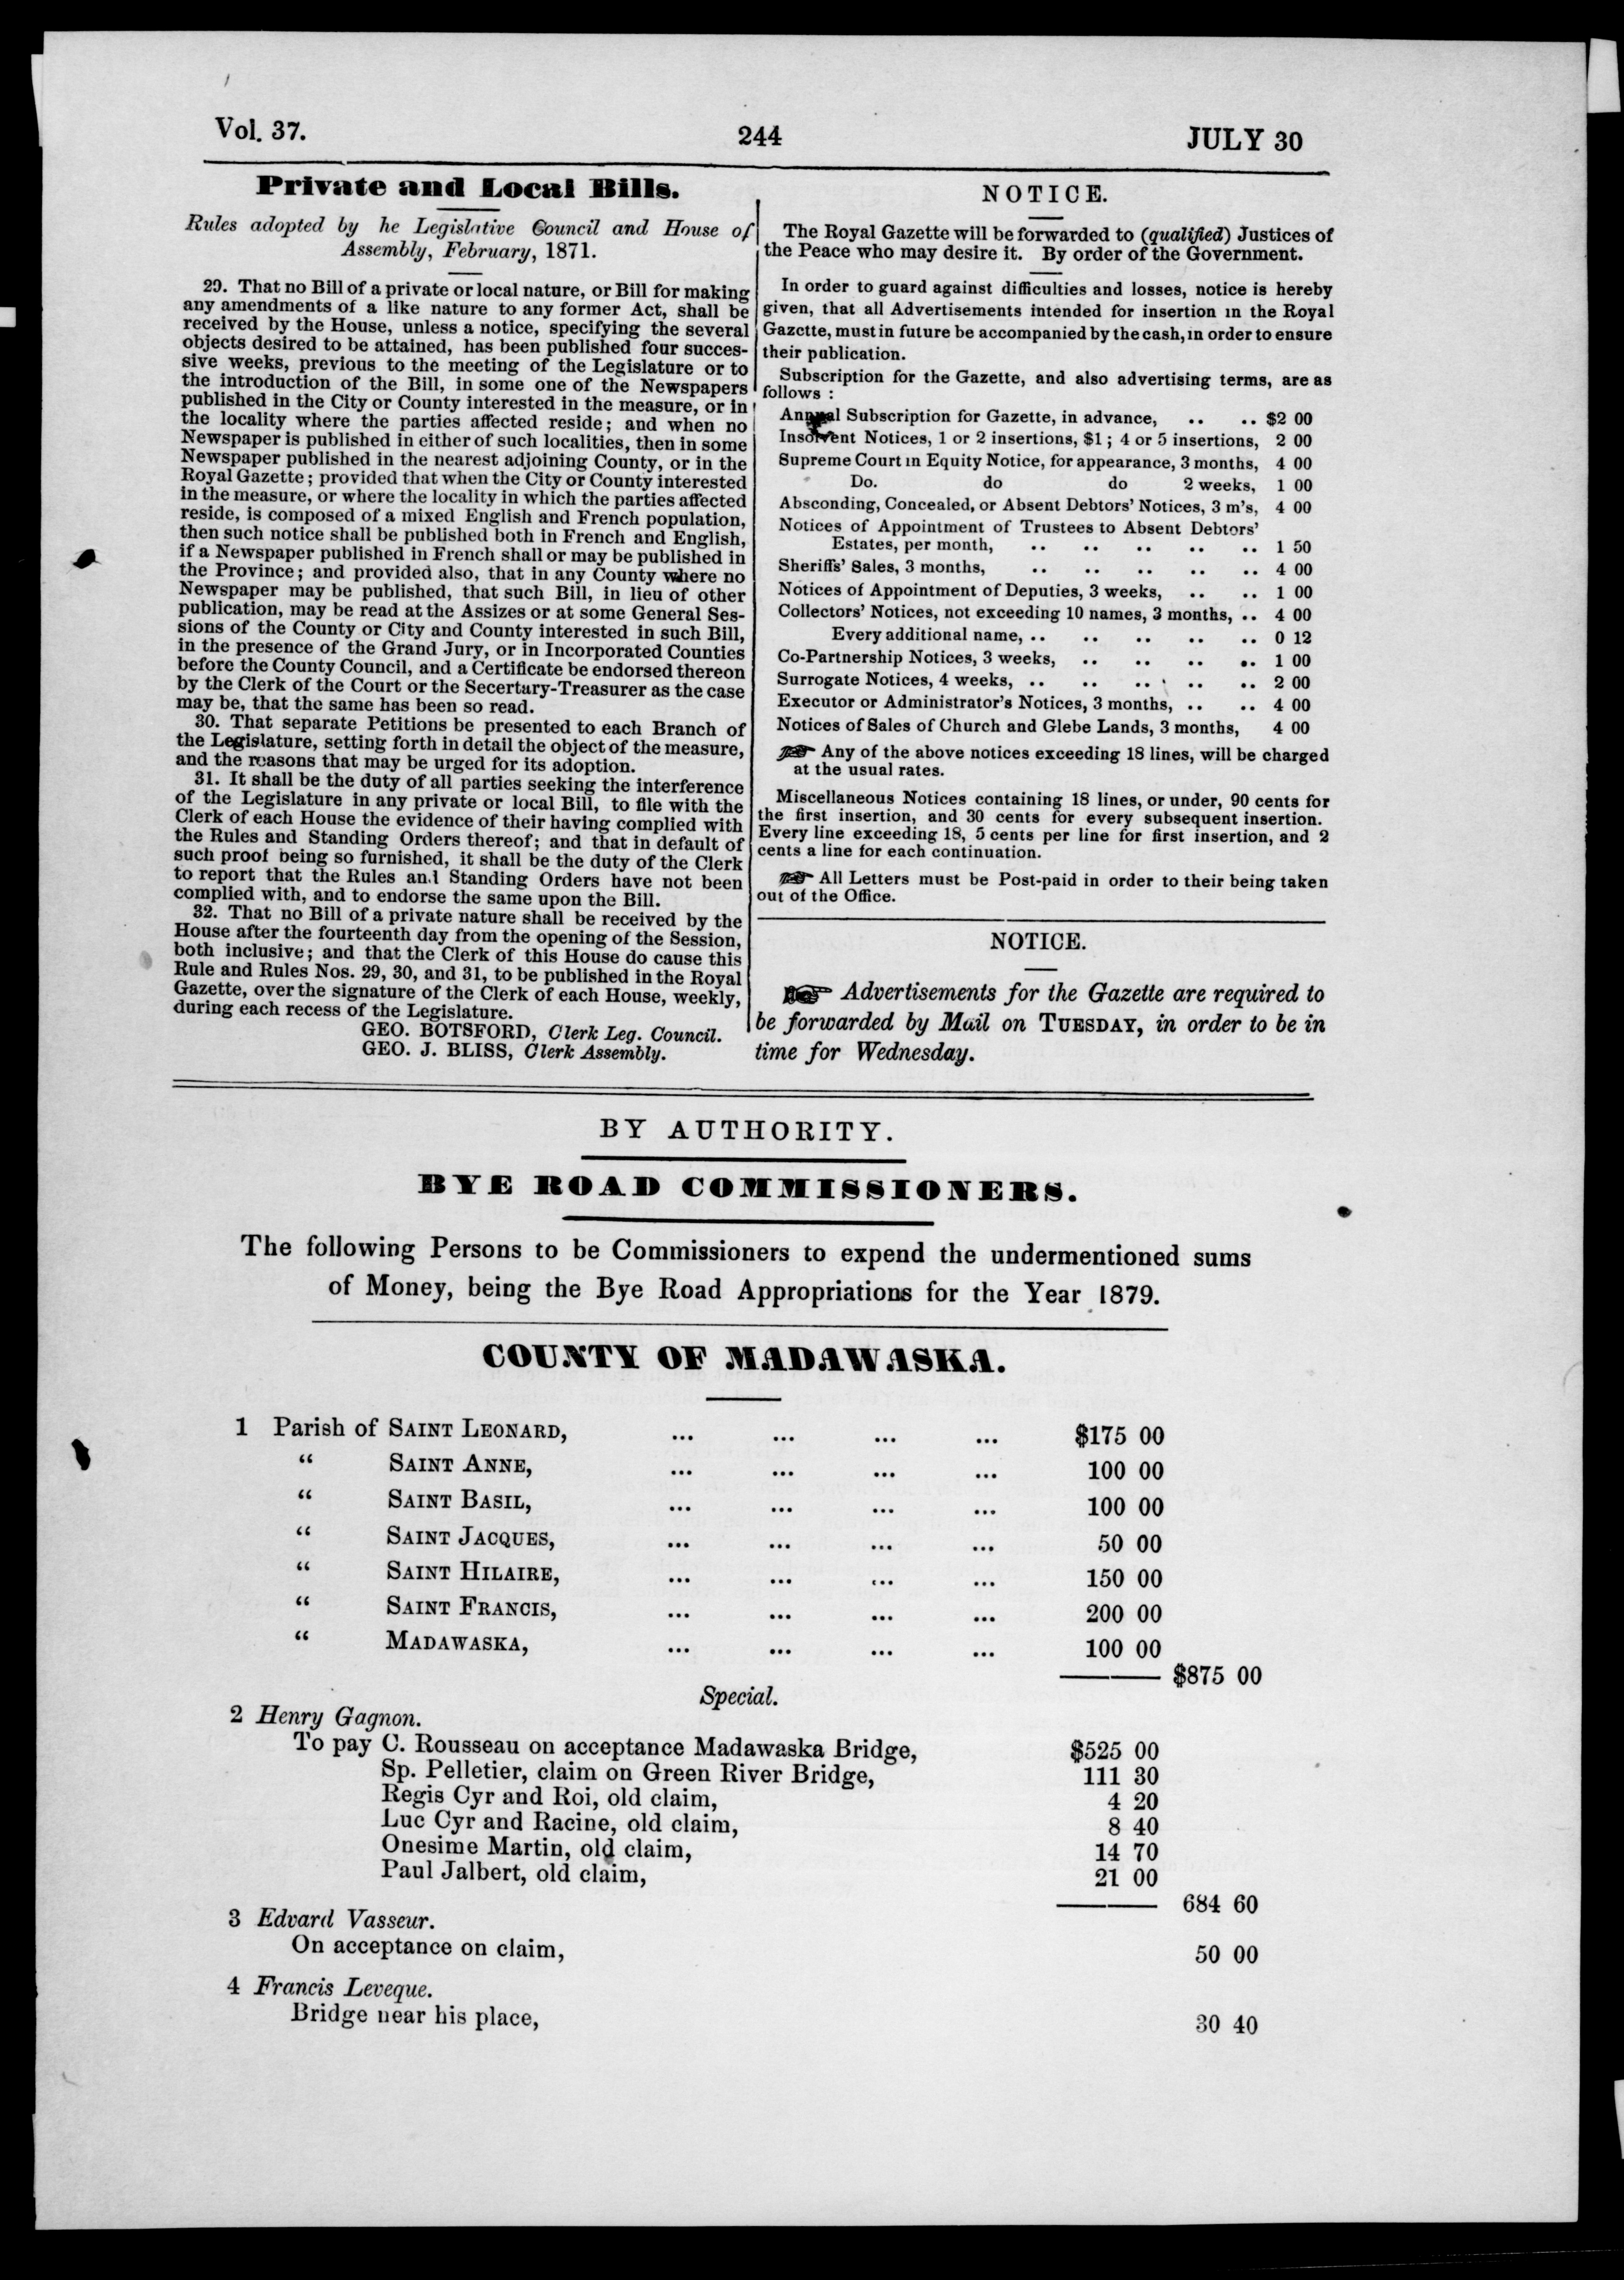 Vol. 37.
244
JULY 30
Private and Local Bills.
Rules adopted by he Legislative Council and House of
Assembly, February, 1871.
29. That no Bill of a private or local nature, or Bill for making
any amendments of a like nature to any former Act, shall be
received by the House, unless a notice, specifying the several
objects desired to be attained, has been published four succes-
sive weeks, previous to the meeting of the Legislature or to
the introduction of the Bill, in some one of the Newspapers
published in the City or County interested in the measure, or in
the locality where the parties affected reside; and when no
Newspaper is published in either of such localities, then in some
Newspaper published in the nearest adjoining County, or in the
Royal Gazette; provided that when the City or County interested
in the measure, or where the locality in which the parties affected
reside, is composed of a mixed English and French population,
then such notice shall be published both in French and English,
if a Newspaper published in French shall or may be published in
the Province; and provided also, that in any County where no
Newspaper may be published, that such Bill, in lieu of other
publication, may be read at the Assizes or at some General Ses-
sions of the County or City and County interested in such Bill,
in the presence of the Grand Jury, or in Incorporated Counties
before the County Council, and a Certificate be endorsed thereon
by the Clerk of the Court or the Secertary-Treasurer as the case
may be, that the same has been so read.
30. That separate Petitions be presented to each Branch of
the Legislature, setting forth in detail the object of the measure,
and the reasons that may be urged for its adoption.
31. It shall be the duty of all parties seeking the interference
of the Legislature in any private or local Bill, to file with the
Clerk of each House the evidence of their having complied with
the Rules and Standing Orders thereof; and that in default of
such proof being so furnished, it shall be the duty of the Clerk
to report that the Rules and Standing Orders have not been
complied with, and to endorse the same upon the Bill.
32. That no Bill of a private nature shall be received by the
House after the fourteenth day from the opening of the Session,
both inclusive; and that the Clerk of this House do cause this
Rule and Rules Nos. 29, 30, and 31, to be published in the Royal
Gazette, over the signature of the Clerk of each House, weekly,
during each recess of the Legislature.
GEO. BOTSFORD, Clerk Leg. Council.
GEO. J. BLISS, Clerk Assembly.
NOTICE.
The Royal Gazette will be forwarded to (qualified) Justices of
the Peace who may desire it. By order of the Government.
In order to guard against difficulties and losses, notice is hereby
given, that all Advertisements intended for insertion in the Royal
Gazette, must in future be accompanied by the cash, in order to ensure
their publication.
Subscription for the Gazette, and also advertising terms, are as
follows :
Annual Subscription for Gazette, in advance, .. .. $2 00
Insolvent Notices, 1 or 2 insertions, $1; 4 or 5 insertions, 2 00
Supreme Court in Equity Notice, for appearance, 3 months, 4 00
Do. do do 2 weeks, 1 00
Absconding, Concealed, or Absent Debtors' Notices, 3 m's, 4 00
Notices of Appointment of Trustees to Absent Debtors'
Estates, per month, .. .. .. .. .. 1 50
Sheriffs' Sales, 3 months, .. .. .. .. .. 4 00
Notices of Appointment of Deputies, 3 weeks, .. .. 1 00
Collectors' Notices, not exceeding 10 names, 3 months, .. 4 00
Every additional name, .. .. .. .. .. 0 12
Co-Partnership Notices, 3 weeks, .. .. .. .. 1 00
Surrogate Notices, 4 weeks, .. .. .. .. .. 2 00
Executor or Administrator's Notices, 3 months, .. .. 4 00
Notices of Sales of Church and Glebe Lands, 3 months, 4 00
☞ Any of the above notices exceeding 18 lines, will be charged
at the usual rates.
Miscellaneous Notices containing 18 lines, or under, 90 cents for
the first insertion, and 30 cents for every subsequent insertion.
Every line exceeding 18, 5 cents per line for first insertion, and 2
cents a line for each continuation.
☞ All Letters must be Post-paid in order to their being taken
out of the Office.
NOTICE.
☞ Advertisements for the Gazette are required to
be forwarded by Mail on TUESDAY, in order to be in
time for Wednesday.
BY AUTHORITY.
BYE ROAD COMMISSIONERS.
The following Persons to be Commissioners to expend the undermentioned sums
of Money, being the Bye Road Appropriations for the Year 1879.
COUNTY OF MADAWASKA.
1 Parish of SAINT LEONARD, ... ... ... ... $175 00
“ SAINT ANNE, ... ... ... ... 100 00
“ SAINT BASIL, ... ... ... ... 100 00
“ SAINT JACQUES, ... ... ... ... 50 00
“ SAINT HILAIRE, ... ... ... ... 150 00
“ SAINT FRANCIS, ... ... ... ... 200 00
“ MADAWASKA, ... ... ... ... 100 00
$875 00
Special.
2 Henry Gagnon.
To pay C. Rousseau on acceptance Madawaska Bridge, $525 00
Sp. Pelletier, claim on Green River Bridge, 111 30
Regis Cyr and Roi, old claim, 4 20
Luc Cyr and Racine, old claim, 8 40
Onesime Martin, old claim, 14 70
Paul Jalbert, old claim, 21 00
684 60
3 Edvard Vasseur.
On acceptance on claim, 50 00
4 Francis Leveque.
Bridge near his place, 30 40